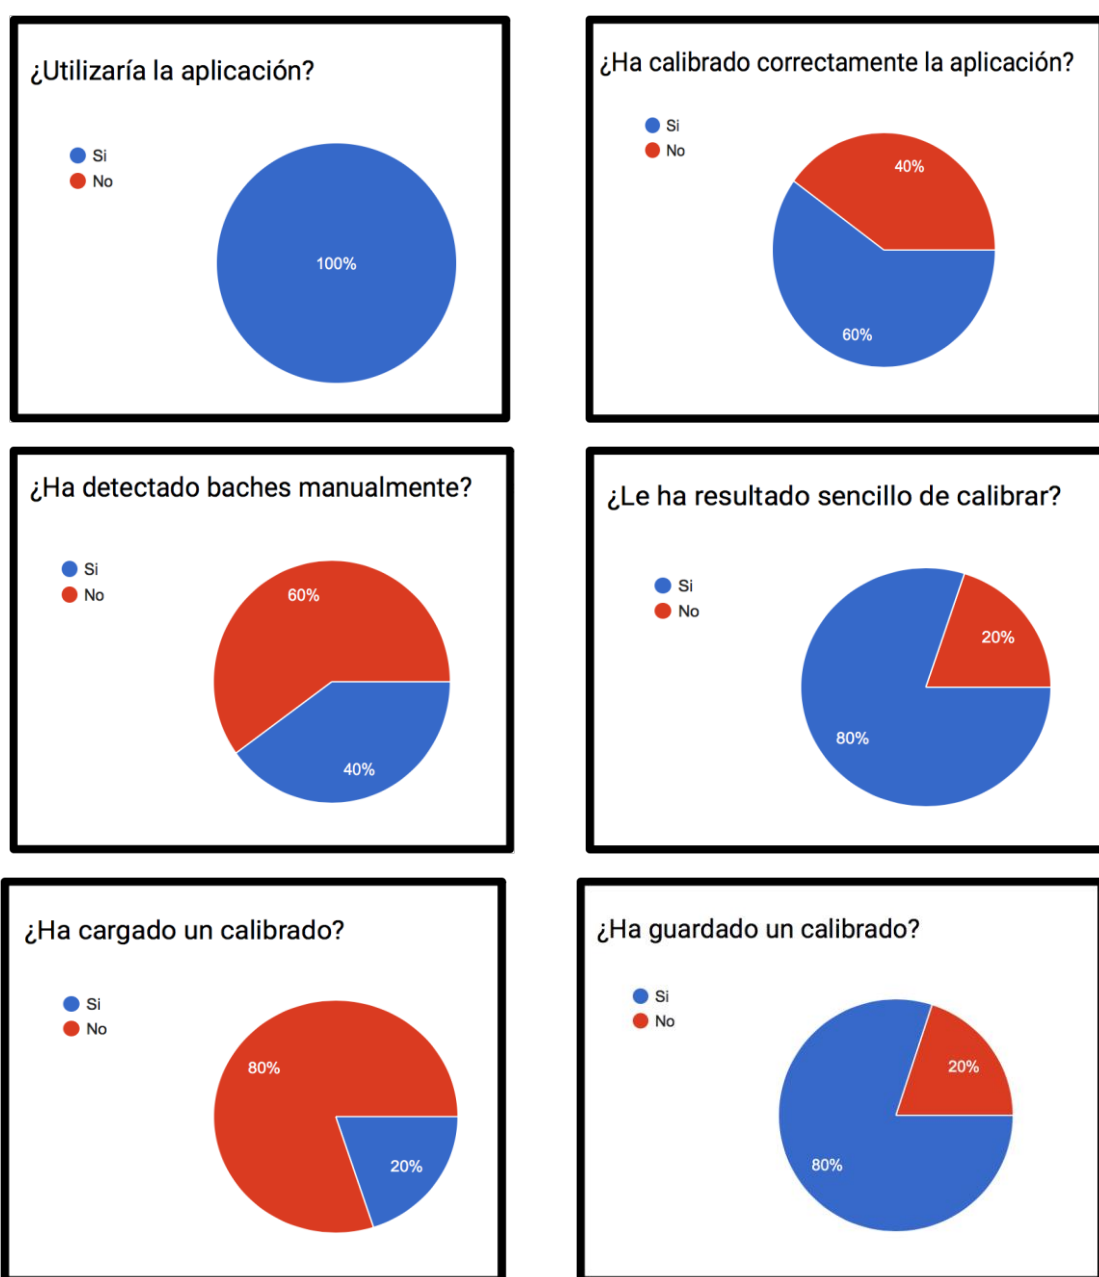 ¿Utilizaría la aplicación?
Si
No
100%
¿Ha calibrado correctamente la aplicación?
Si
No
40%
60%
¿Ha detectado baches manualmente?
Si
No
60%
40%
¿Le ha resultado sencillo de calibrar?
Si
No
20%
80%
¿Ha cargado un calibrado?
Si
No
80%
20%
¿Ha guardado un calibrado?
Si
No
20%
80%